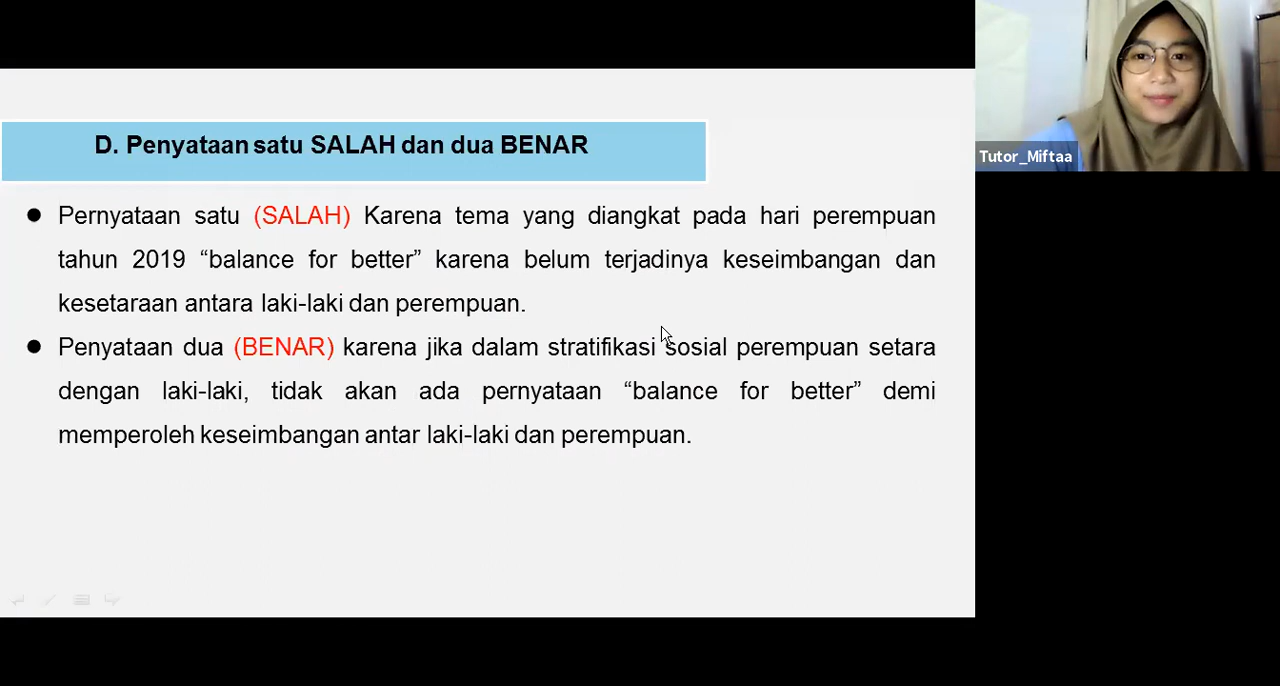 D. Penyataan satu SALAH dan dua BENAR
● Pernyataan satu (SALAH) Karena tema yang diangkat pada hari perempuan
tahun 2019 “balance for better” karena belum terjadinya keseimbangan dan
kesetaraan antara laki-laki dan perempuan.
● Penyataan dua (BENAR) karena jika dalam stratifikasi sosial perempuan setara
dengan laki-laki, tidak akan ada pernyataan “balance for better” demi
memperoleh keseimbangan antar laki-laki dan perempuan.
Tutor_Miftaa